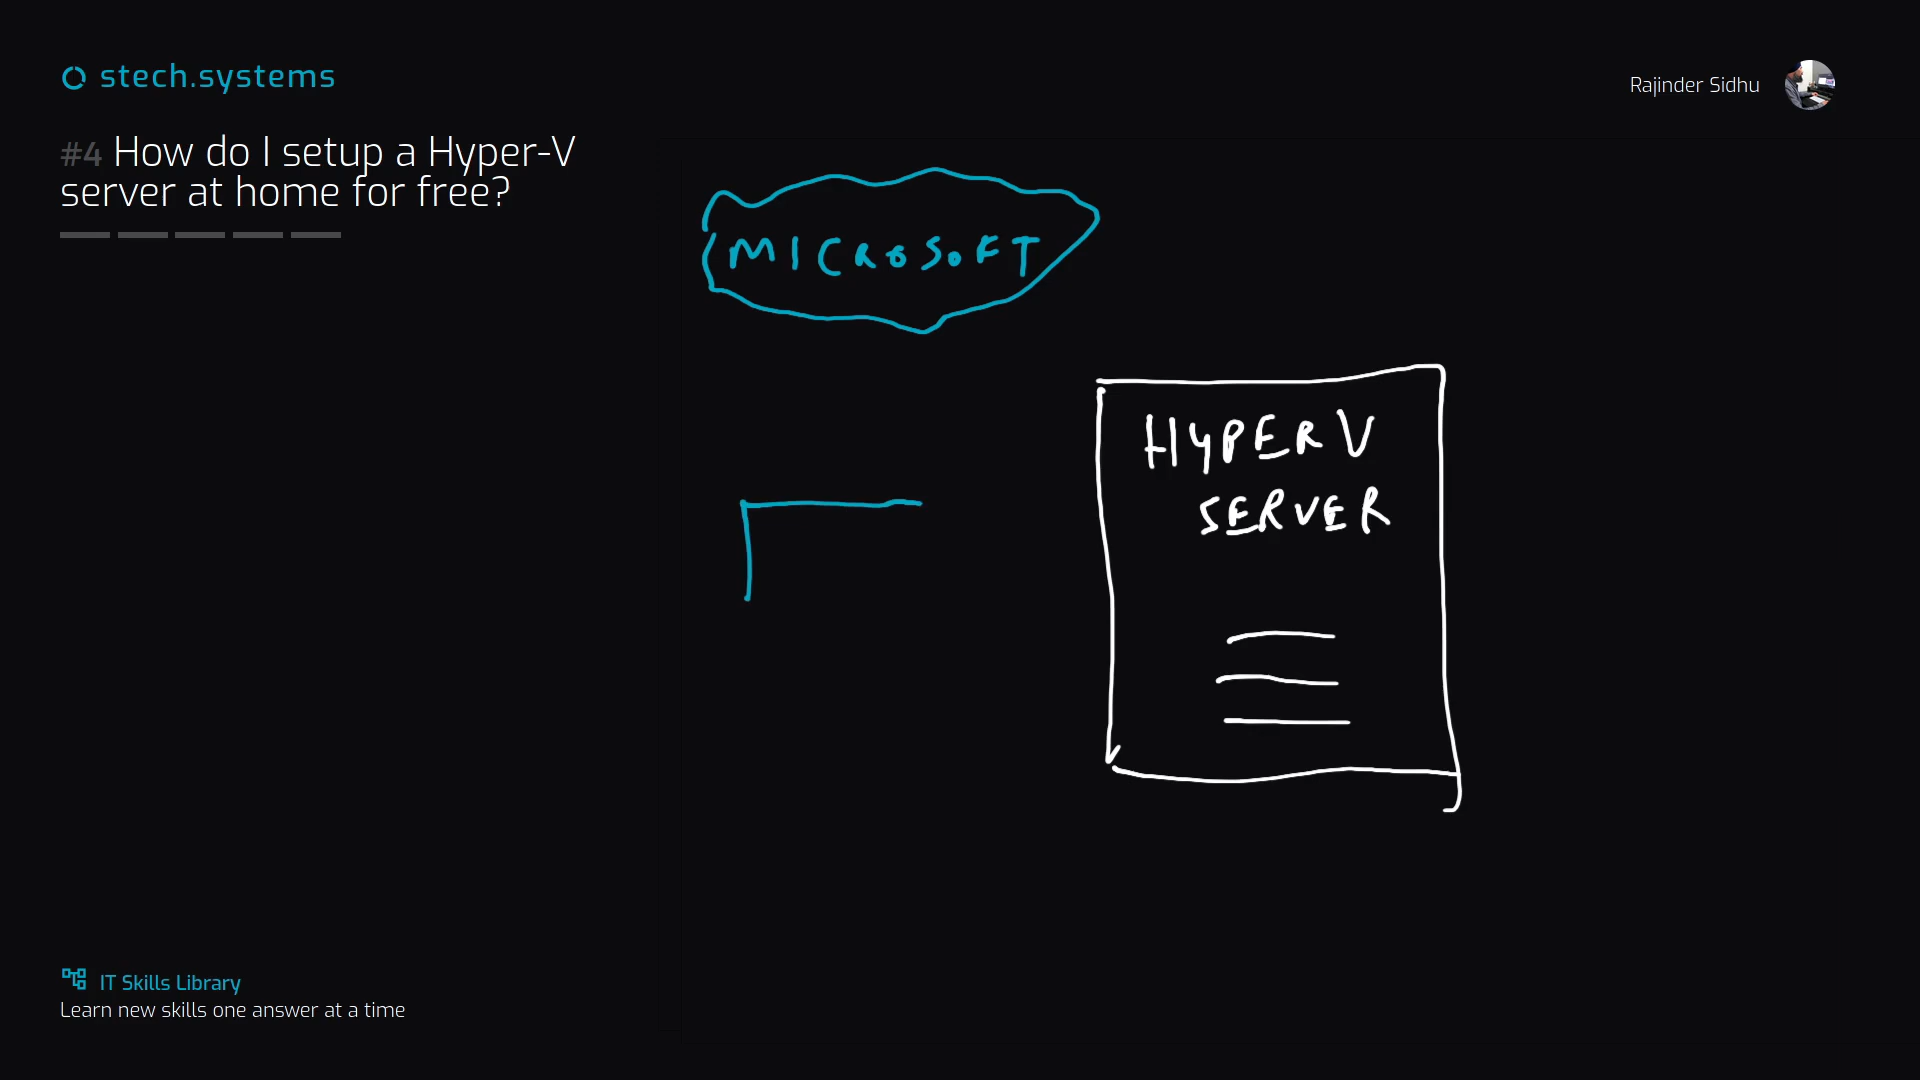 stech.systems
Rajinder Sidhu
#4 How do I setup a Hyper-V
server at home for free?
MICROSOFT
HYPER V
SERVER
IT Skills Library
Learn new skills one answer at a time